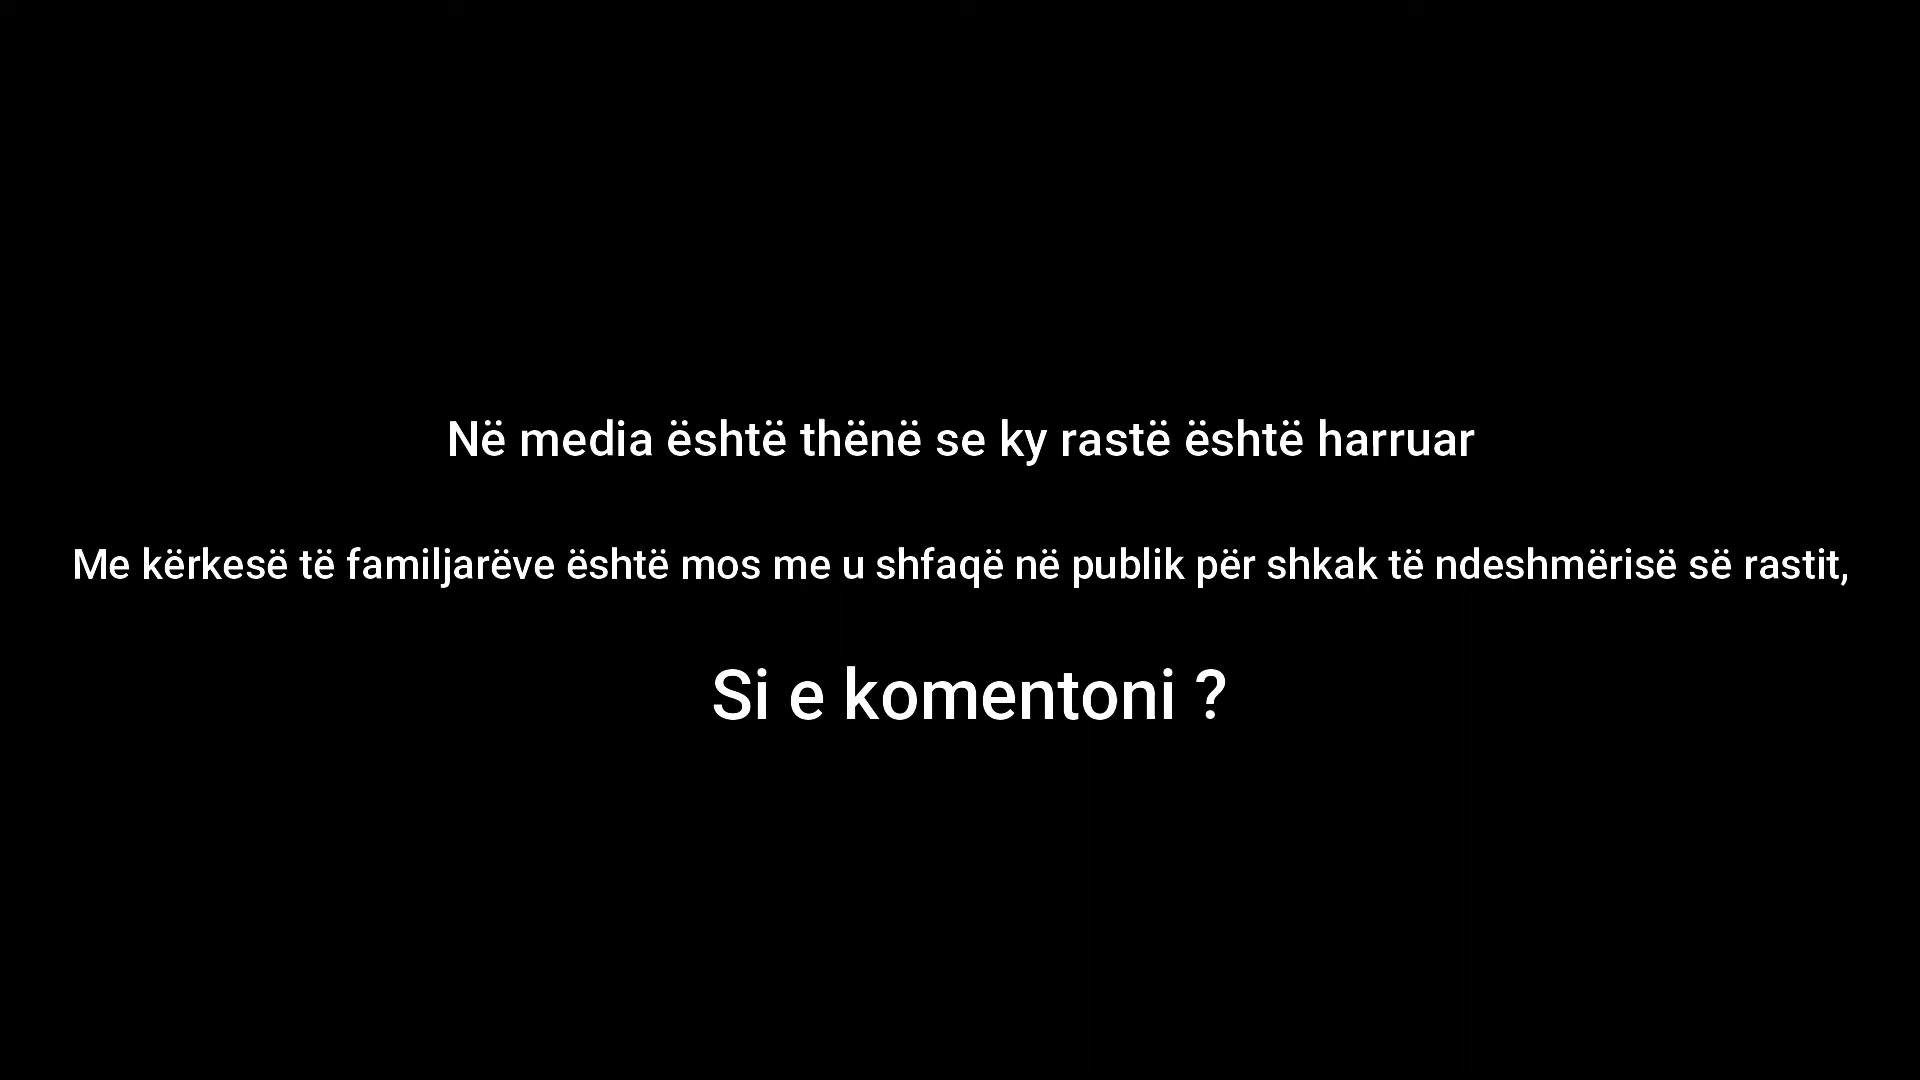 Në media është thënë se ky rastë është harruar
Me kërkesë të familjarëve është mos me u shfaqë në publik për shkak të ndeshmërisë së rastit,
Si e komentoni ?